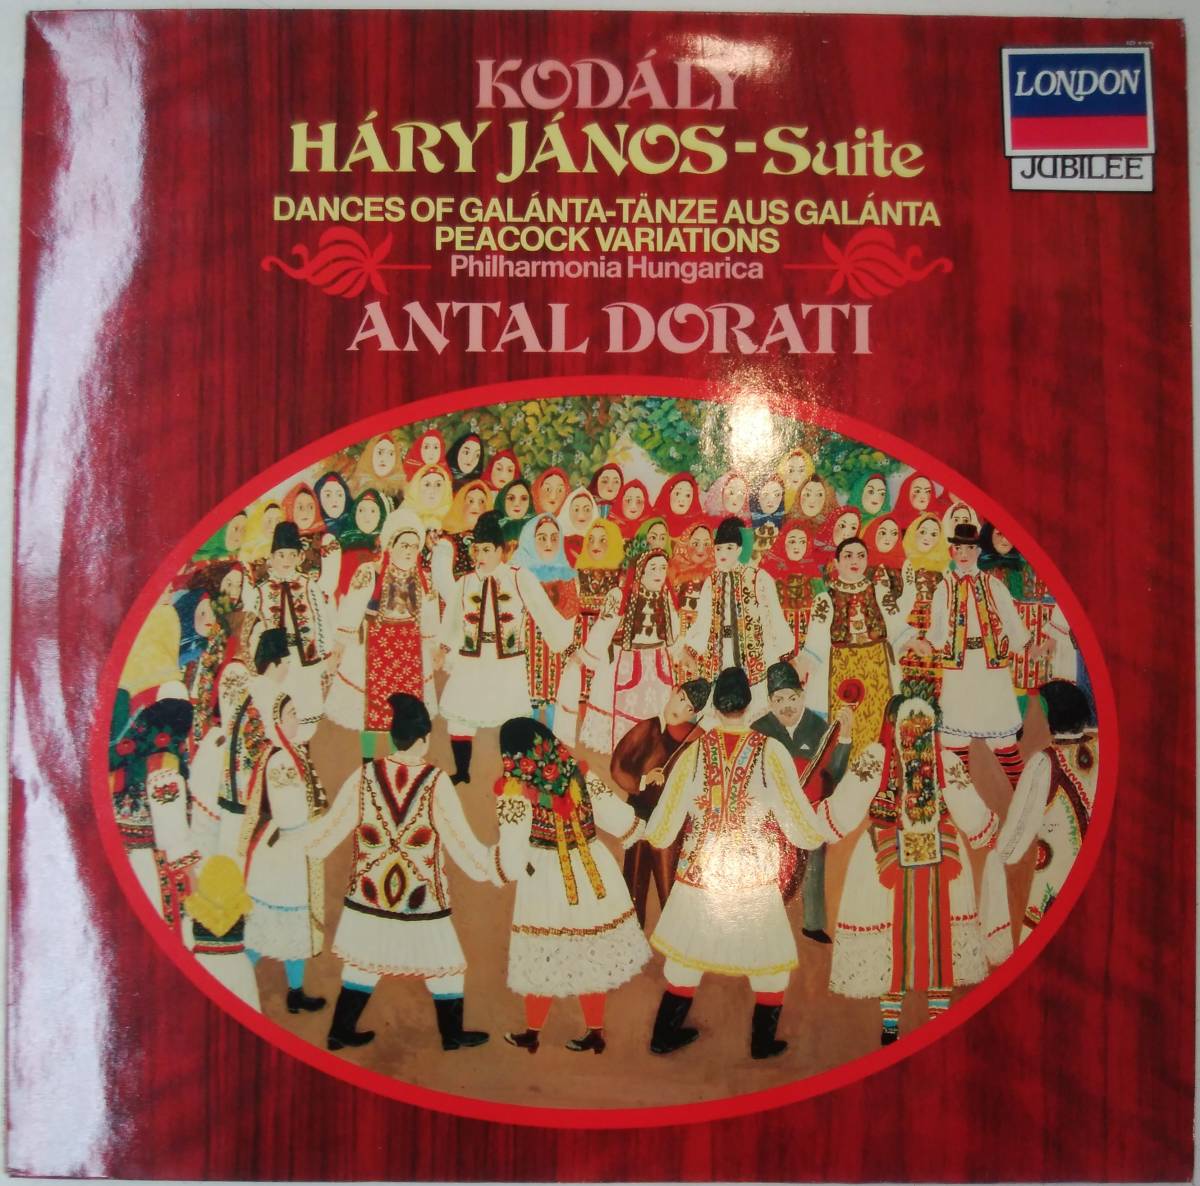 KODÁLY
HÁRY JÁNOS-Suite
DANCES OF GALÁNTA-TÄNZE AUS GALÁNTA
PEACOCK VARIATIONS
Philharmonia Hungarica
ANTAL DORATI
LONDON
JUBILEE